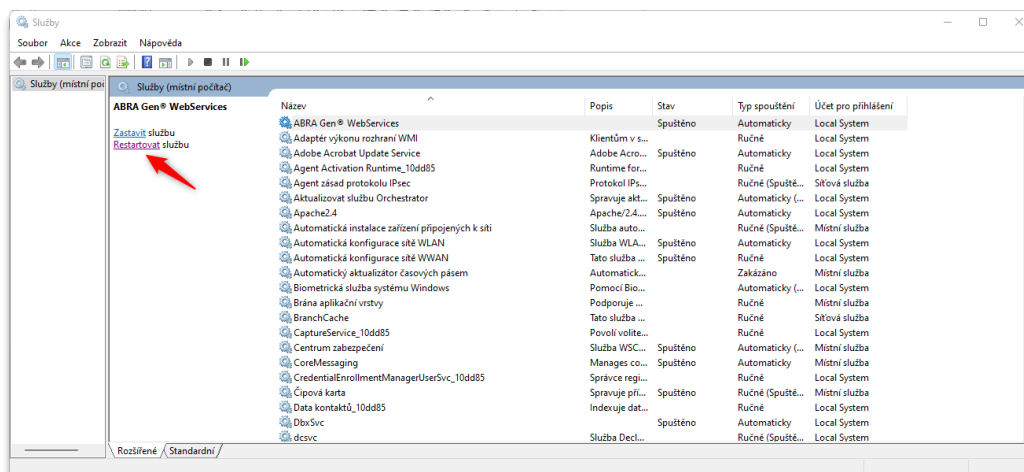 Služby
Soubor Akce Zobrazit Nápověda
Služby (místní poč
Služby (místní počítač)
ABRA Gen® WebServices
Zastavit službu
Restartovat službu
Název Popis Stav Typ spouštění Účet pro přihlášení
ABRA Gen® WebServices Spuštěno Automaticky Local System
Adaptér výkonu rozhraní WMI Klientům v s... Ručně Local System
Adobe Acrobat Update Service Adobe Acro... Spuštěno Automaticky Local System
Agent Activation Runtime_10dd85 Runtime for... Ručně Local System
Agent zásad protokolu IPsec Protokol IPs... Ručně (Spuště... Síťová služba
Aktualizovat službu Orchestrator Spravuje akt... Spuštěno Automaticky (... Local System
Apache2.4 Apache/2.4.... Spuštěno Automaticky Local System
Automatická instalace zařízení připojených k síti Služba auto... Ručně (Spuště... Místní služba
Automatická konfigurace sítě WLAN Služba WLA... Spuštěno Automaticky Local System
Automatická konfigurace sítě WWAN Tato služba ... Spuštěno Ručně Local System
Automatický aktualizátor časových pásem Automatick... Zakázáno Místní služba
Biometrická služba systému Windows Pomocí Bio... Automaticky (... Local System
Brána aplikační vrstvy Podporuje ... Ručně Místní služba
BranchCache Tato služba ... Ručně Síťová služba
CaptureService_10dd85 Povolí volite... Ručně Local System
Centrum zabezpečení Služba WSC... Spuštěno Automaticky (... Místní služba
CoreMessaging Manages co... Spuštěno Automaticky Místní služba
CredentialEnrollmentManagerUserSvc_10dd85 Správce regi... Ručně Local System
Čipová karta Spravuje pří... Spuštěno Ručně (Spuště... Místní služba
Data kontaktů_10dd85 Indexuje dat... Ručně Local System
DbxSvc Spuštěno Automaticky Local System
dcsvc Služba Decl... Ručně (Spuště... Local System
Rozšířené Standardní